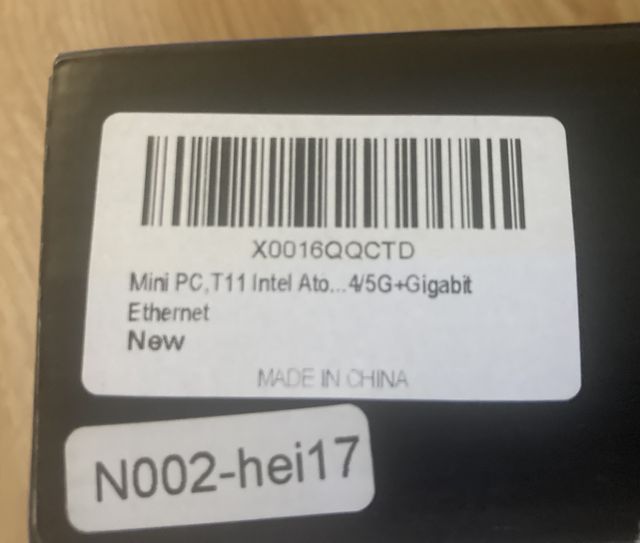 X0016QQCTD
Mini PC,T11 Intel Ato...4/5G+Gigabit
Ethernet
New
MADE IN CHINA
N002-hei17